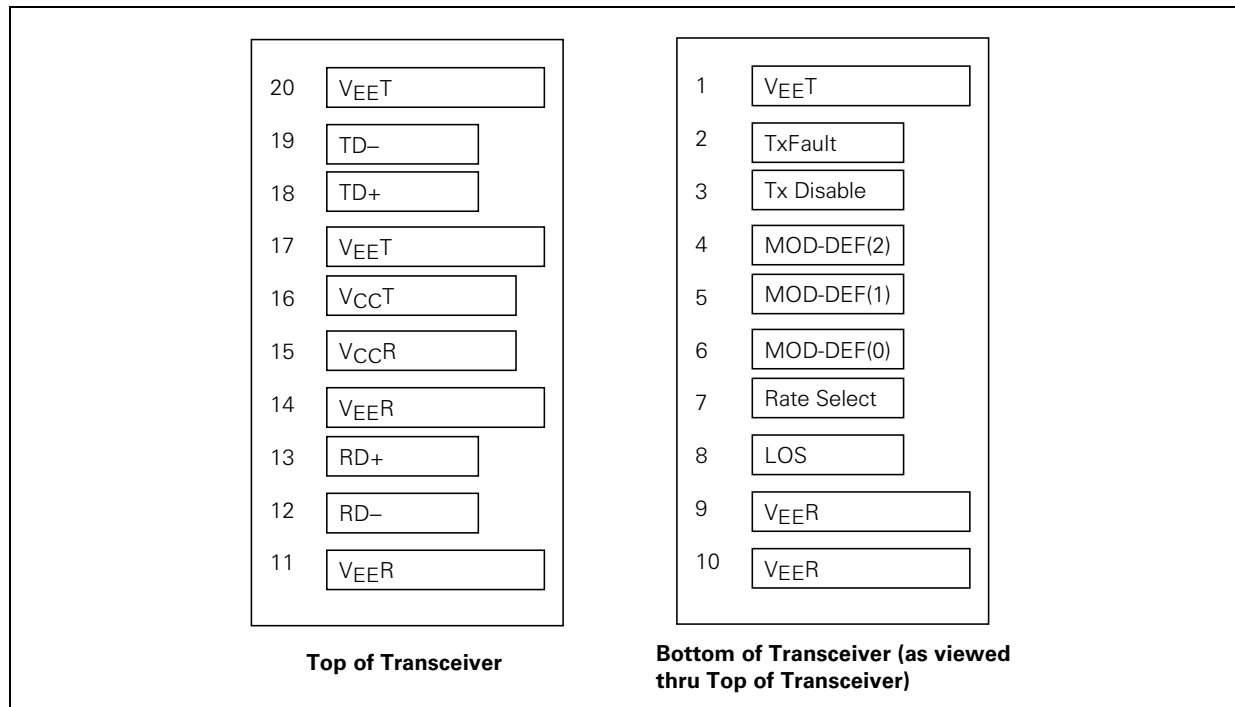 20 VEET
19 TD–
18 TD+
17 VEET
16 VCCT
15 VCCR
14 VEER
13 RD+
12 RD–
11 VEER
Top of Transceiver
1 VEET
2 TxFault
3 Tx Disable
4 MOD-DEF(2)
5 MOD-DEF(1)
6 MOD-DEF(0)
7 Rate Select
8 LOS
9 VEER
10 VEER
Bottom of Transceiver (as viewed
thru Top of Transceiver)